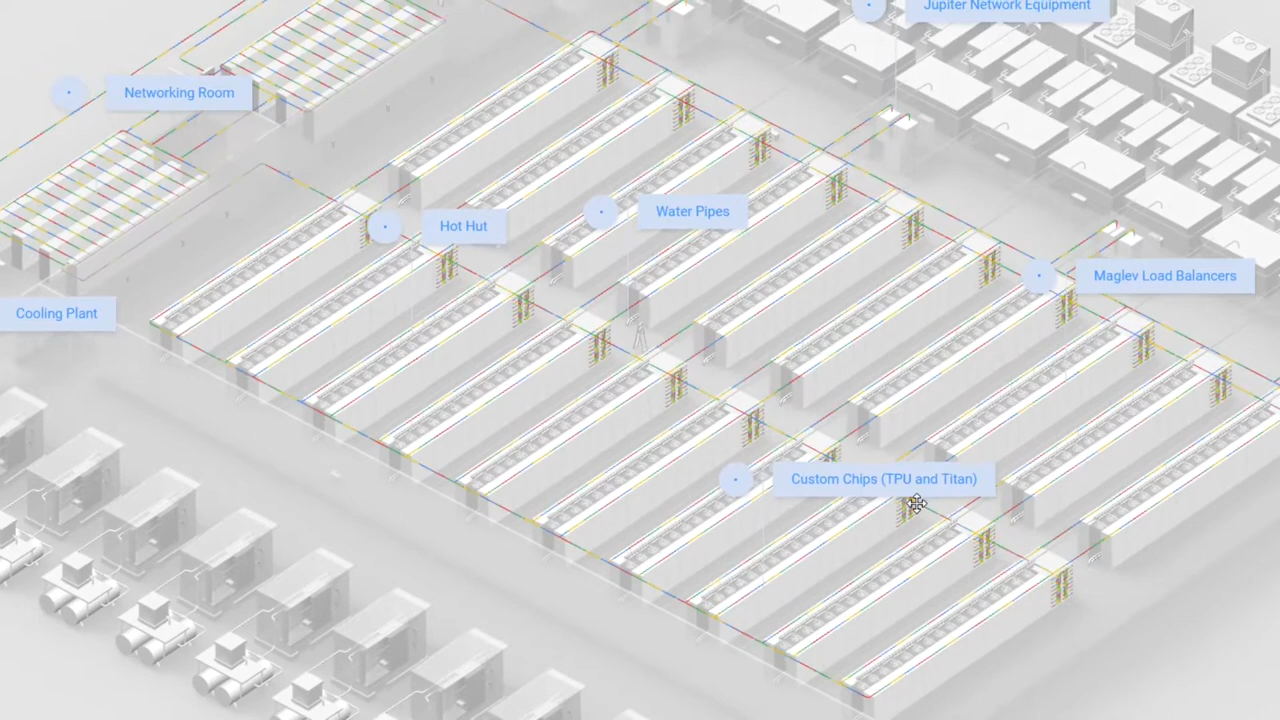 Jupiter Network Equipment
Networking Room
Water Pipes
Hot Hut
Maglev Load Balancers
Cooling Plant
Custom Chips (TPU and Titan)